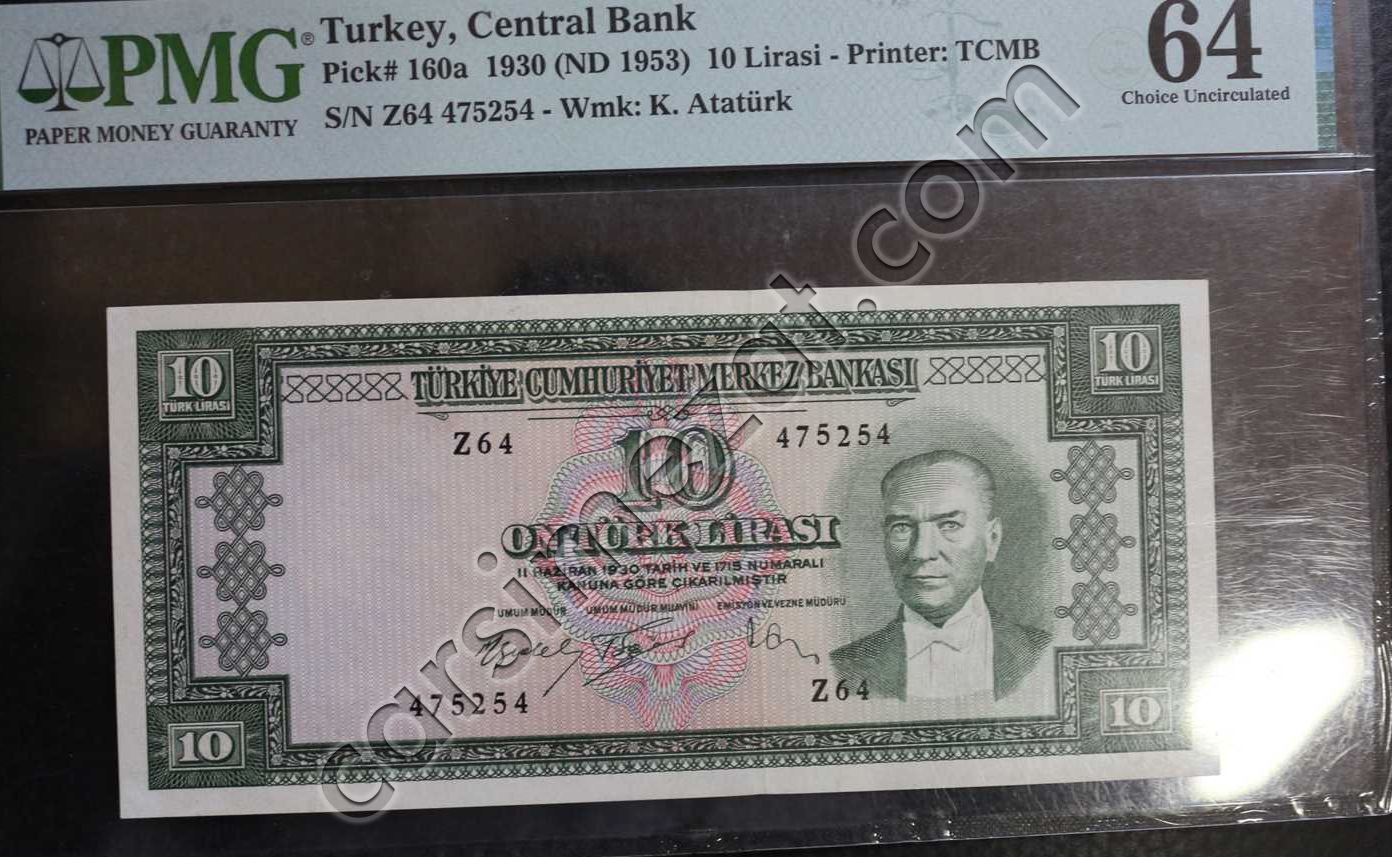 PMG®
PAPER MONEY GUARANTY
Turkey, Central Bank
Pick# 160a 1930 (ND 1953) 10 Lirasi - Printer: TCMB
S/N Z64 475254 - Wmk: K. Atatürk
64
Choice Uncirculated
10
TÜRK LİRASI
TÜRKİYE CUMHURİYET MERKEZ BANKASI
10
TÜRK LİRASI
Z64
10
475254
ON TÜRK LİRASI
11 HAZİRAN 1930 TARİH VE 1715 NUMARALI
KANUNA GÖRE ÇIKARILMIŞTIR
UMUM MÜDÜR UMUM MÜDÜR MUAVİNİ EMİSYON VE VEZNE MÜDÜRÜ
475254
Z64
10
10
carsimezat.com